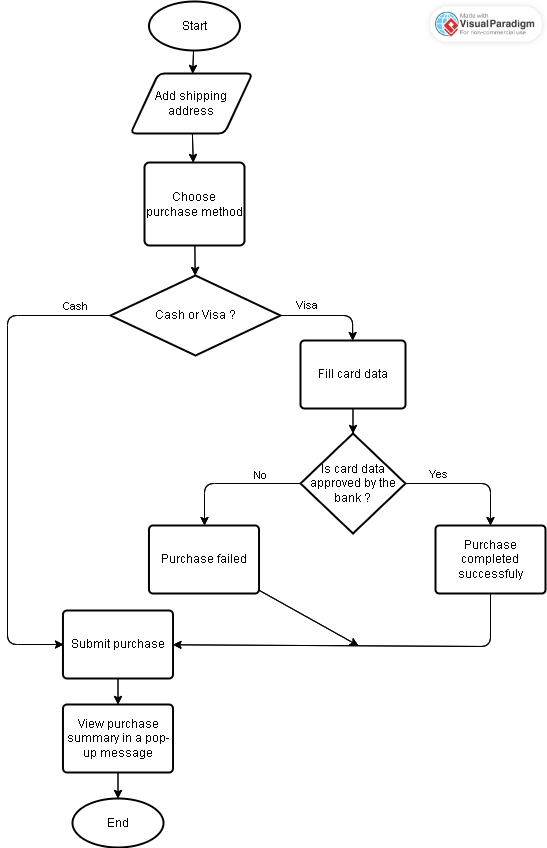 Made with
VisualParadigm
For non-commercial use
Start
Add shipping
address
Choose
purchase method
Cash
Cash or Visa ?
Visa
Fill card data
Is card data
approved by the
bank ?
No
Yes
Purchase failed
Purchase
completed
successfuly
Submit purchase
View purchase
summary in a pop-
up message
End